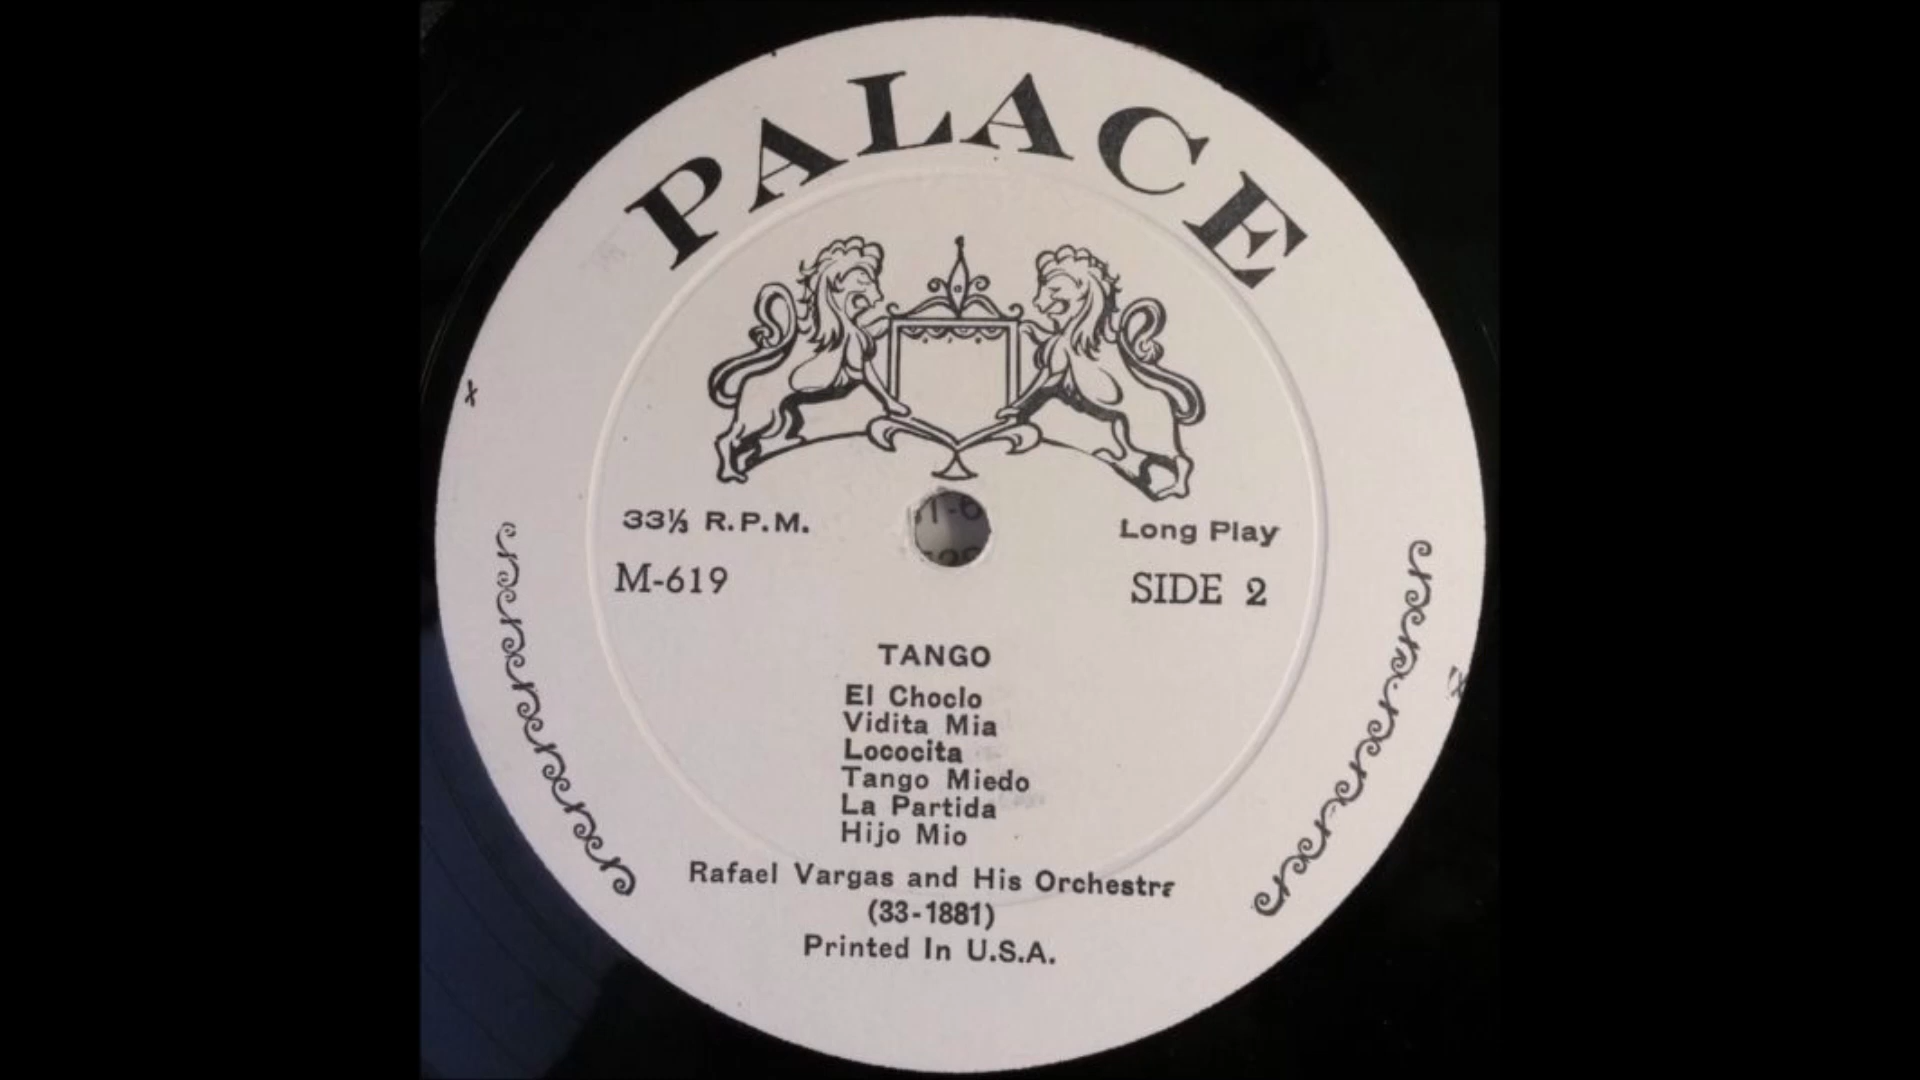 PALACE
33⅓ R.P.M.
Long Play
M-619
SIDE 2
TANGO
El Choclo
Vidita Mia
Lococita
Tango Miedo
La Partida
Hijo Mio
Rafael Vargas and His Orchestra
(33-1881)
Printed In U.S.A.